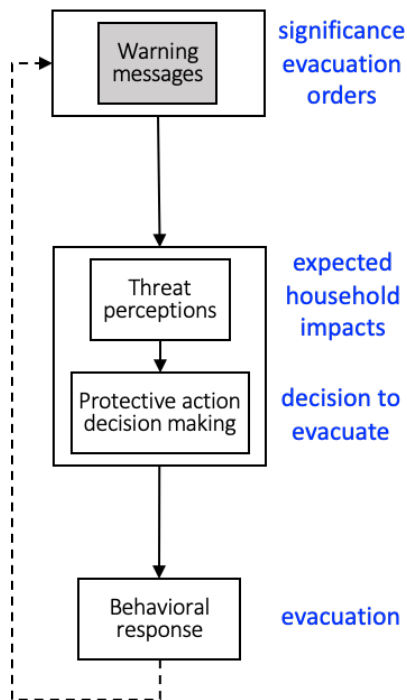 Warning
messages
significance
evacuation
orders
Threat
perceptions
expected
household
impacts
Protective action
decision making
decision to
evacuate
Behavioral
response
evacuation